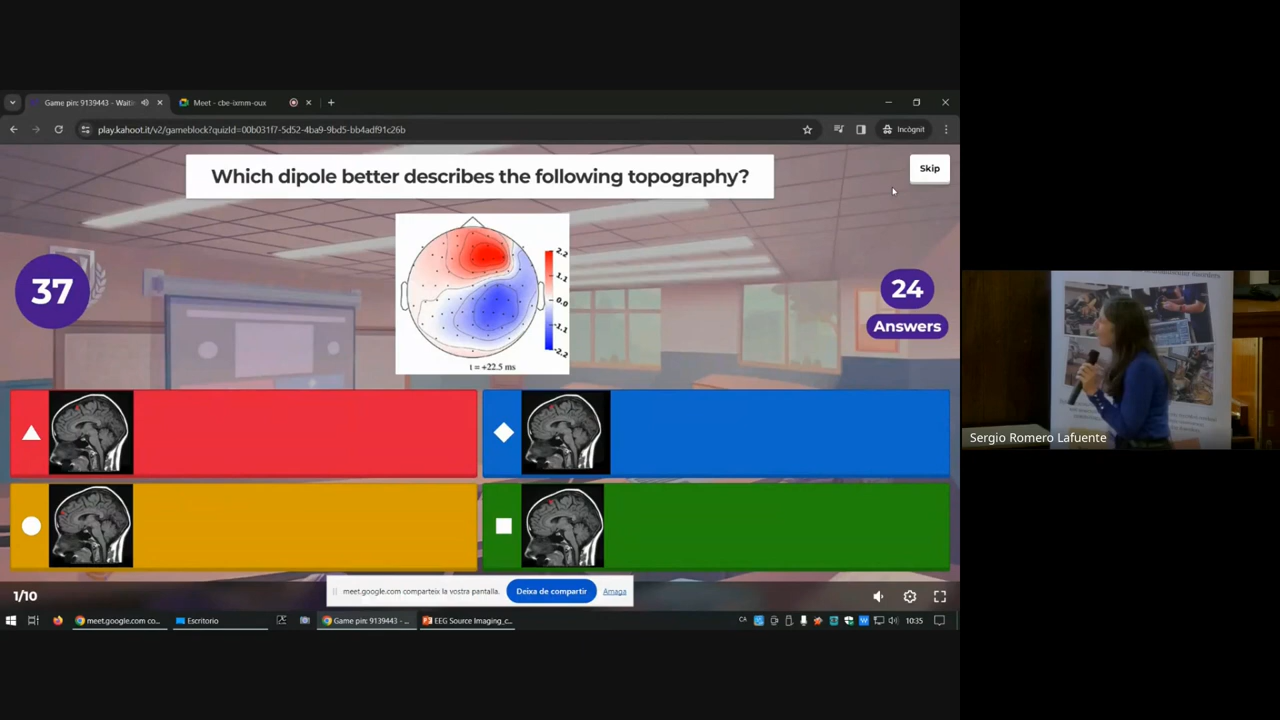 Game pin: 9139443 - Waiti
Meet - cbe-ixmm-oux
play.kahoot.it/v2/gameblock?quizId=00b031f7-5d52-4ba9-9bd5-bb4adf91c26b
Incògnit
Which dipole better describes the following topography?
Skip
37
24
Answers
2.2
1.1
0.0
-1.1
-2.2
t = +22.5 ms
Sergio Romero Lafuente
1/10
meet.google.com comparteix la vostra pantalla.
Deixa de compartir
Amaga
meet.google.com co...
Escritorio
Game pin: 9139443 - ...
EEG Source Imaging_c...
CA
10:35